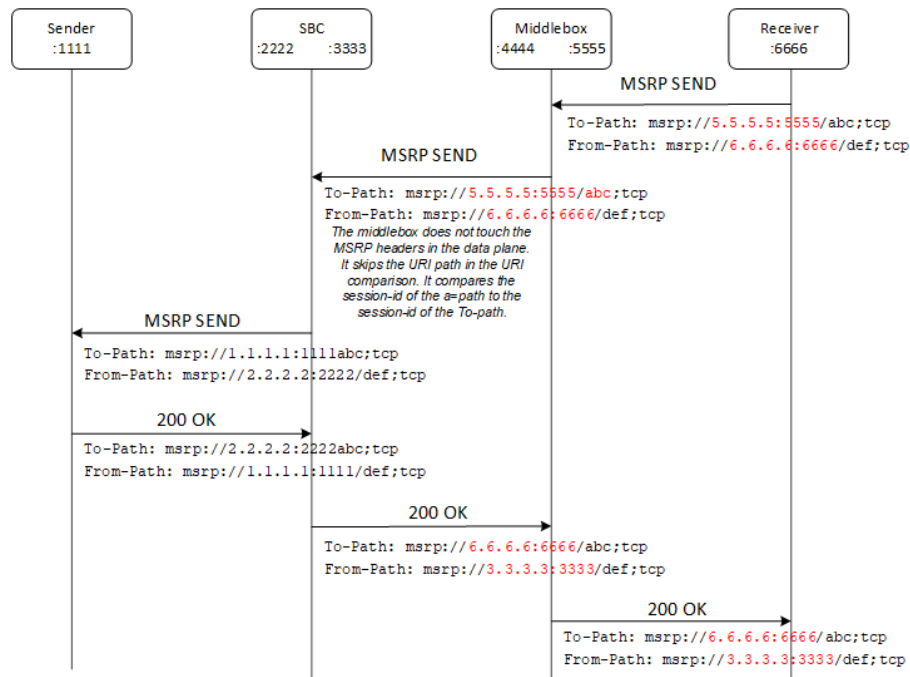 Sender
:1111
SBC
:2222 :3333
Middlebox
:4444 :5555
Receiver
:6666
MSRP SEND
To-Path: msrp://5.5.5.5:5555/abc;tcp
From-Path: msrp://6.6.6.6:6666/def;tcp
MSRP SEND
To-Path: msrp://5.5.5.5:5555/abc;tcp
From-Path: msrp://6.6.6.6:6666/def;tcp
The middlebox does not touch the
MSRP headers in the data plane.
It skips the URI path in the URI
comparison. It compares the
session-id of the a=path to the
session-id of the To-path.
MSRP SEND
To-Path: msrp://1.1.1.1:1111abc;tcp
From-Path: msrp://2.2.2.2:2222/def;tcp
200 OK
To-Path: msrp://2.2.2.2:2222abc;tcp
From-Path: msrp://1.1.1.1:1111/def;tcp
200 OK
To-Path: msrp://6.6.6.6:6666/abc;tcp
From-Path: msrp://3.3.3.3:3333/def;tcp
200 OK
To-Path: msrp://6.6.6.6:6666/abc;tcp
From-Path: msrp://3.3.3.3:3333/def;tcp